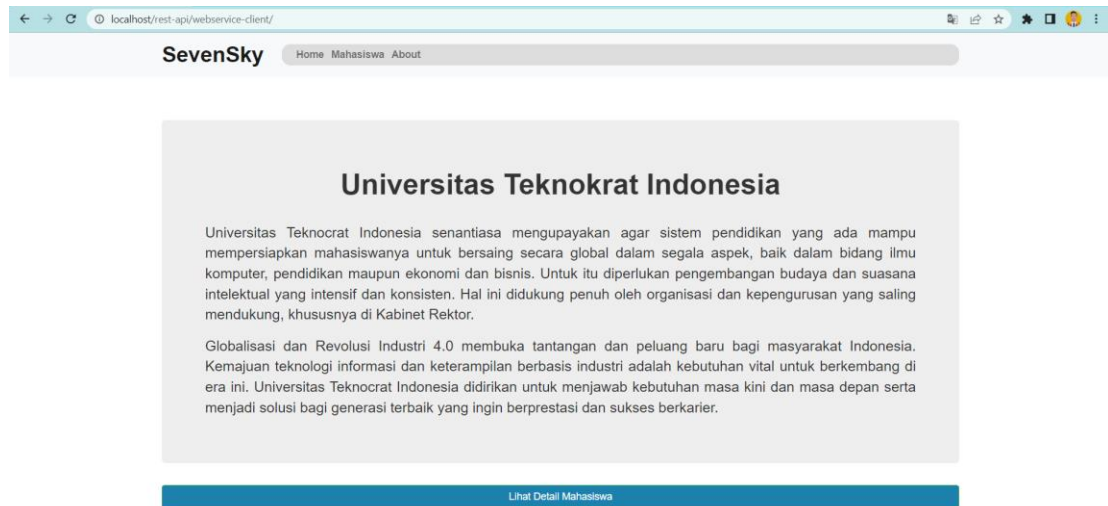 localhost/rest-api/webservice-client/
SevenSky Home Mahasiswa About
Universitas Teknokrat Indonesia
Universitas Teknocrat Indonesia senantiasa mengupayakan agar sistem pendidikan yang ada mampu
mempersiapkan mahasiswanya untuk bersaing secara global dalam segala aspek, baik dalam bidang ilmu
komputer, pendidikan maupun ekonomi dan bisnis. Untuk itu diperlukan pengembangan budaya dan suasana
intelektual yang intensif dan konsisten. Hal ini didukung penuh oleh organisasi dan kepengurusan yang saling
mendukung, khususnya di Kabinet Rektor.
Globalisasi dan Revolusi Industri 4.0 membuka tantangan dan peluang baru bagi masyarakat Indonesia.
Kemajuan teknologi informasi dan keterampilan berbasis industri adalah kebutuhan vital untuk berkembang di
era ini. Universitas Teknocrat Indonesia didirikan untuk menjawab kebutuhan masa kini dan masa depan serta
menjadi solusi bagi generasi terbaik yang ingin berprestasi dan sukses berkarier.
Lihat Detail Mahasiswa